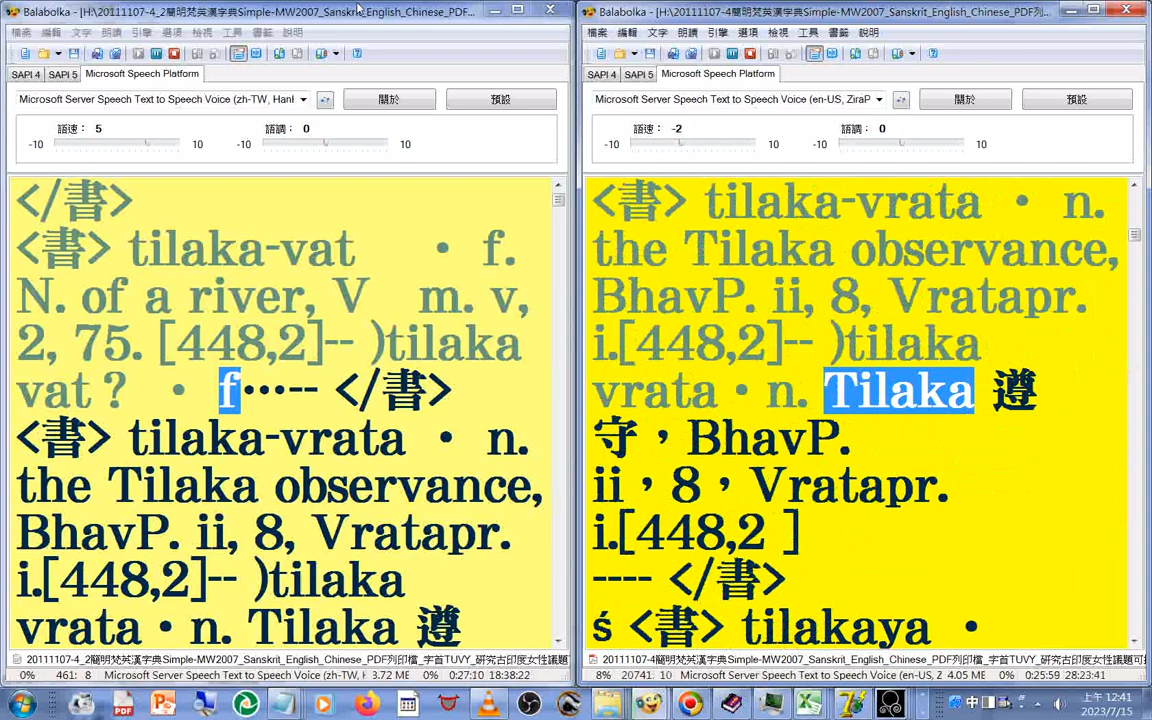 Balabolka - [H:\20111107-4_2簡明梵英漢字典Simple-MW2007_Sanskrit_English_Chinese_PDF...
檔案 編輯 文字 朗讀 引擎 選項 檢視 工具 書籤 說明
SAPI 4 SAPI 5 Microsoft Speech Platform
Microsoft Server Speech Text to Speech Voice (zh-TW, Hanl
關於 預設
語速： 5 語調： 0
-10 10 -10 10
</書>
<書> tilaka-vat • f.
N. of a river, V m. v,
2, 75. [448,2]-- )tilaka
vat ? • f…-- </書>
<書> tilaka-vrata • n.
the Tilaka observance,
BhavP. ii, 8, Vratapr.
i.[448,2]-- )tilaka
vrata • n. Tilaka 遵
20111107-4_2簡明梵英漢字典Simple-MW2007_Sanskrit_English_Chinese_PDF列印檔_字首TUVY_研究古印度女性議題
0% 461: 8 Microsoft Server Speech Text to Speech Voice (zh-TW, H 3.72 MB 0% 0:27:10 18:38:22
Balabolka - [H:\20111107-4簡明梵英漢字典Simple-MW2007_Sanskrit_English_Chinese_PDF列...
檔案 編輯 文字 朗讀 引擎 選項 檢視 工具 書籤 說明
SAPI 4 SAPI 5 Microsoft Speech Platform
Microsoft Server Speech Text to Speech Voice (en-US, ZiraP
關於 預設
語速： -2 語調： 0
-10 10 -10 10
<書> tilaka-vrata • n.
the Tilaka observance,
BhavP. ii, 8, Vratapr.
i.[448,2]-- )tilaka
vrata • n. Tilaka 遵
守，BhavP.
ii，8，Vratapr.
i.[448,2 ]
---- </書>
ś <書> tilakaya •
20111107-4簡明梵英漢字典Simple-MW2007_Sanskrit_English_Chinese_PDF列印檔_字首TUVY_研究古印度女性議題可
8% 20741: 10 Microsoft Server Speech Text to Speech Voice (en-US, Z 4.05 MB 0% 0:25:59 28:23:41
中
上午 12:41
2023/7/15